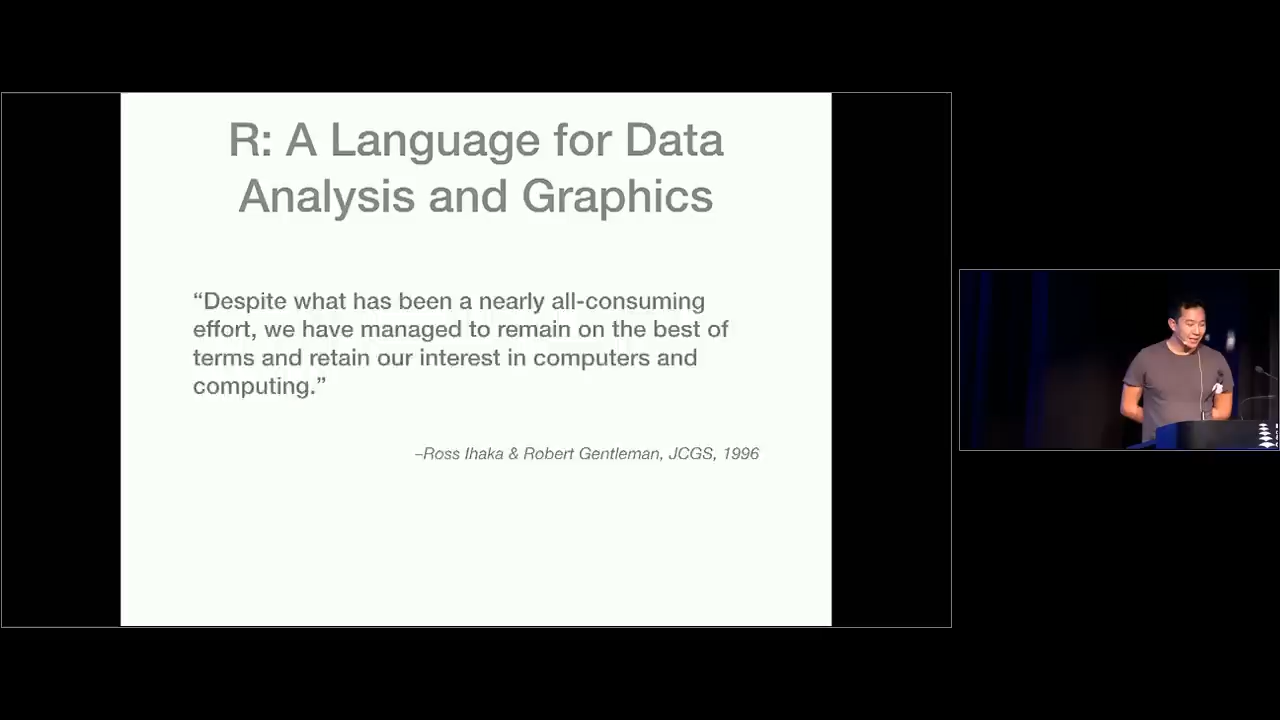 R: A Language for Data
Analysis and Graphics
“Despite what has been a nearly all-consuming
effort, we have managed to remain on the best of
terms and retain our interest in computers and
computing.”
–Ross Ihaka & Robert Gentleman, JCGS, 1996